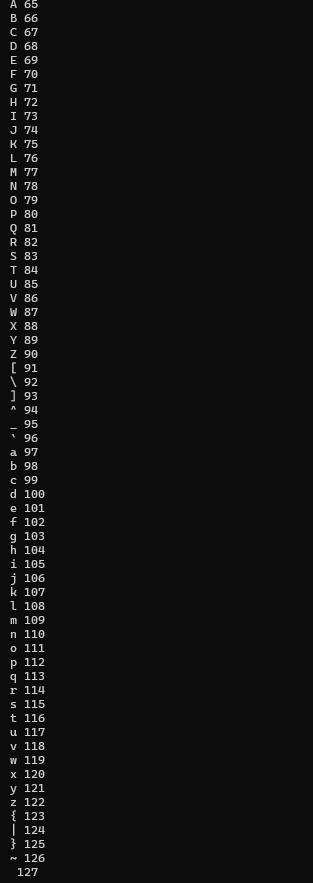 A 65
B 66
C 67
D 68
E 69
F 70
G 71
H 72
I 73
J 74
K 75
L 76
M 77
N 78
O 79
P 80
Q 81
R 82
S 83
T 84
U 85
V 86
W 87
X 88
Y 89
Z 90
[ 91
\ 92
] 93
^ 94
_ 95
` 96
a 97
b 98
c 99
d 100
e 101
f 102
g 103
h 104
i 105
j 106
k 107
l 108
m 109
n 110
o 111
p 112
q 113
r 114
s 115
t 116
u 117
v 118
w 119
x 120
y 121
z 122
{ 123
| 124
} 125
~ 126
 127